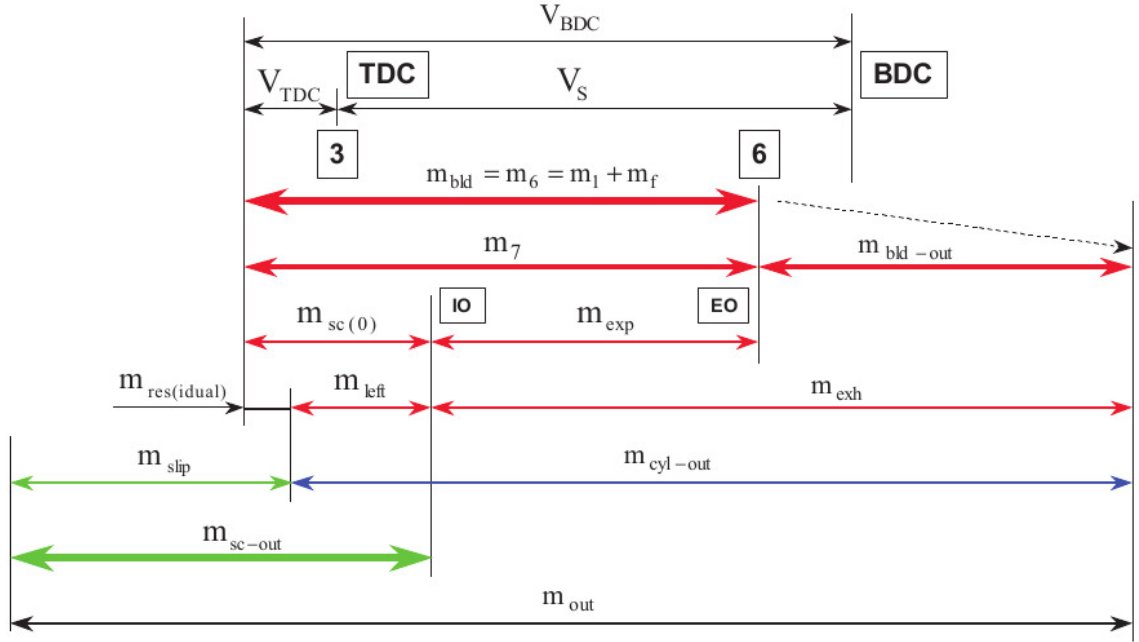 V_BDC
V_TDC TDC V_S BDC
3 6
m_bld = m_6 = m_1 + m_f
m_7 m_bld-out
m_sc(0) IO m_exp EO
m_res(idual) m_left m_exh
m_slip m_cyl-out
m_sc-out
m_out